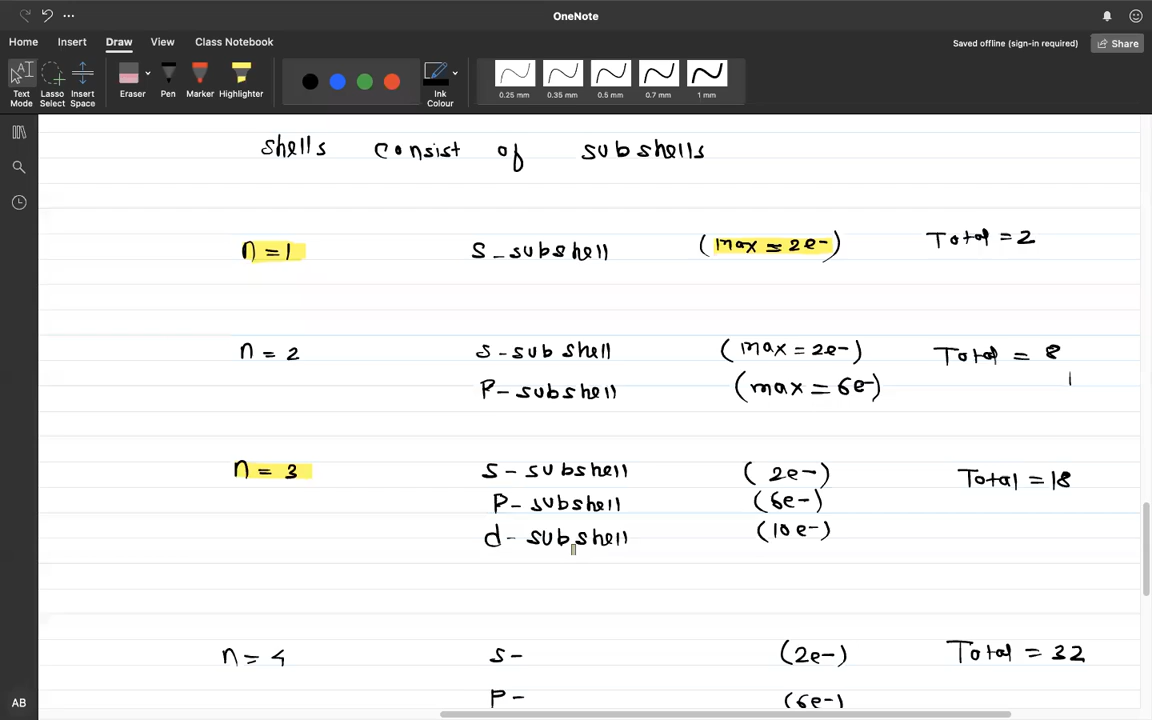 OneNote
Home Insert Draw View Class Notebook
Saved offline (sign-in required) Share
Text Mode Lasso Select Insert Space Eraser Pen Marker Highlighter Ink Colour 0.25 mm 0.35 mm 0.5 mm 0.7 mm 1 mm
shells consist of subshells
n = 1 s - subshell (max = 2e-) Total = 2
n = 2 s - subshell (max = 2e-) Total = 8
P - subshell (max = 6e-)
n = 3 s - subshell (2e-) Total = 18
P - subshell (6e-)
d - subshell (10e-)
n = 4 s - (2e-) Total = 32
P - (6e-)
AB